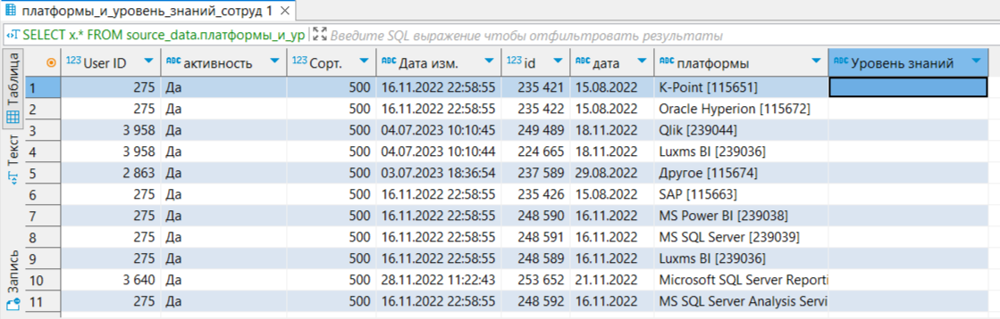 платформы_и_уровень_знаний_сотруд 1
SELECT x.* FROM source_data.платформы_и_ур Введите SQL выражение чтобы отфильтровать результаты
Таблица
Текст
Запись
123 User ID ABC активность 123 Сорт. ABC Дата изм. 123 id ABC дата ABC платформы ABC Уровень знаний
1 275 Да 500 16.11.2022 22:58:55 235 421 15.08.2022 K-Point [115651]
2 275 Да 500 16.11.2022 22:58:55 235 422 15.08.2022 Oracle Hyperion [115672]
3 3 958 Да 500 04.07.2023 10:10:45 249 489 18.11.2022 Qlik [239044]
4 3 958 Да 500 04.07.2023 10:10:44 224 665 18.11.2022 Luxms BI [239036]
5 2 863 Да 500 03.07.2023 18:36:54 237 589 29.08.2022 Другое [115674]
6 275 Да 500 16.11.2022 22:58:55 235 426 15.08.2022 SAP [115663]
7 275 Да 500 16.11.2022 22:58:55 248 590 16.11.2022 MS Power BI [239038]
8 275 Да 500 16.11.2022 22:58:55 248 591 16.11.2022 MS SQL Server [239039]
9 275 Да 500 16.11.2022 22:58:55 248 589 16.11.2022 Luxms BI [239036]
10 3 640 Да 500 28.11.2022 11:22:43 253 652 21.11.2022 Microsoft SQL Server Reporti
11 275 Да 500 16.11.2022 22:58:55 248 592 16.11.2022 MS SQL Server Analysis Servi